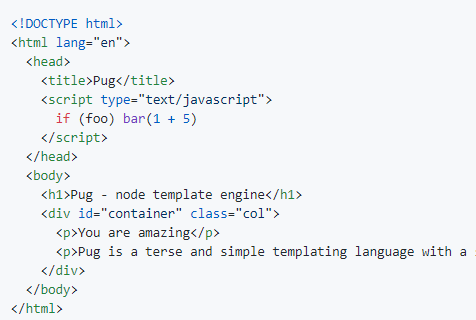 <!DOCTYPE html>
<html lang="en">
  <head>
    <title>Pug</title>
    <script type="text/javascript">
      if (foo) bar(1 + 5)
    </script>
  </head>
  <body>
    <h1>Pug - node template engine</h1>
    <div id="container" class="col">
      <p>You are amazing</p>
      <p>Pug is a terse and simple templating language with a
    </div>
  </body>
</html>